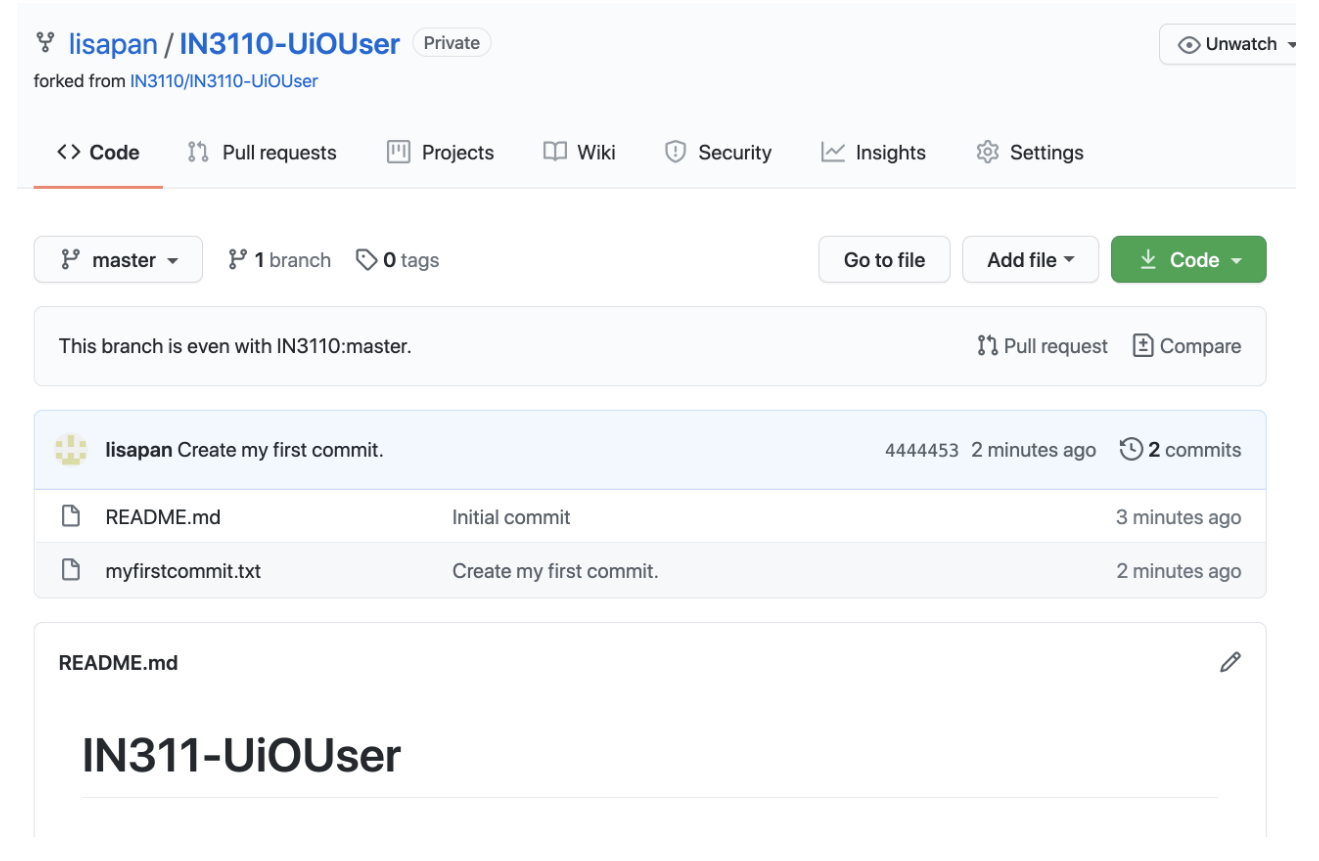 lisapan / IN3110-UiOUser Private Unwatch
forked from IN3110/IN3110-UiOUser
Code Pull requests Projects Wiki Security Insights Settings
master 1 branch 0 tags Go to file Add file Code
This branch is even with IN3110:master. Pull request Compare
lisapan Create my first commit. 4444453 2 minutes ago 2 commits
README.md Initial commit 3 minutes ago
myfirstcommit.txt Create my first commit. 2 minutes ago
README.md
IN311-UiOUser